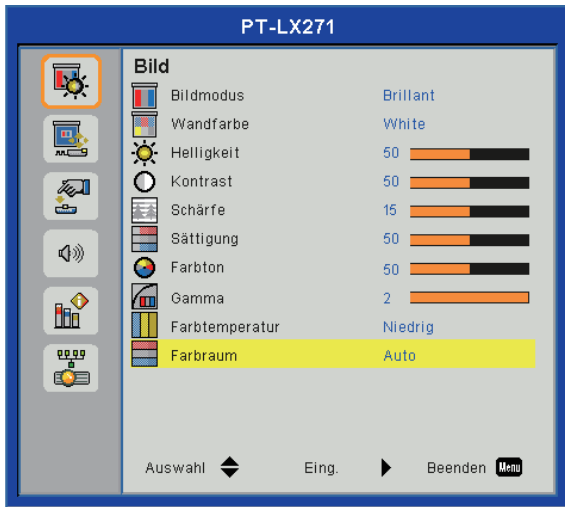 PT-LX271
Bild
Bildmodus Brillant
Wandfarbe White
Helligkeit 50
Kontrast 50
Schärfe 15
Sättigung 50
Farbton 50
Gamma 2
Farbtemperatur Niedrig
Farbraum Auto
Auswahl Eing. Beenden Menu